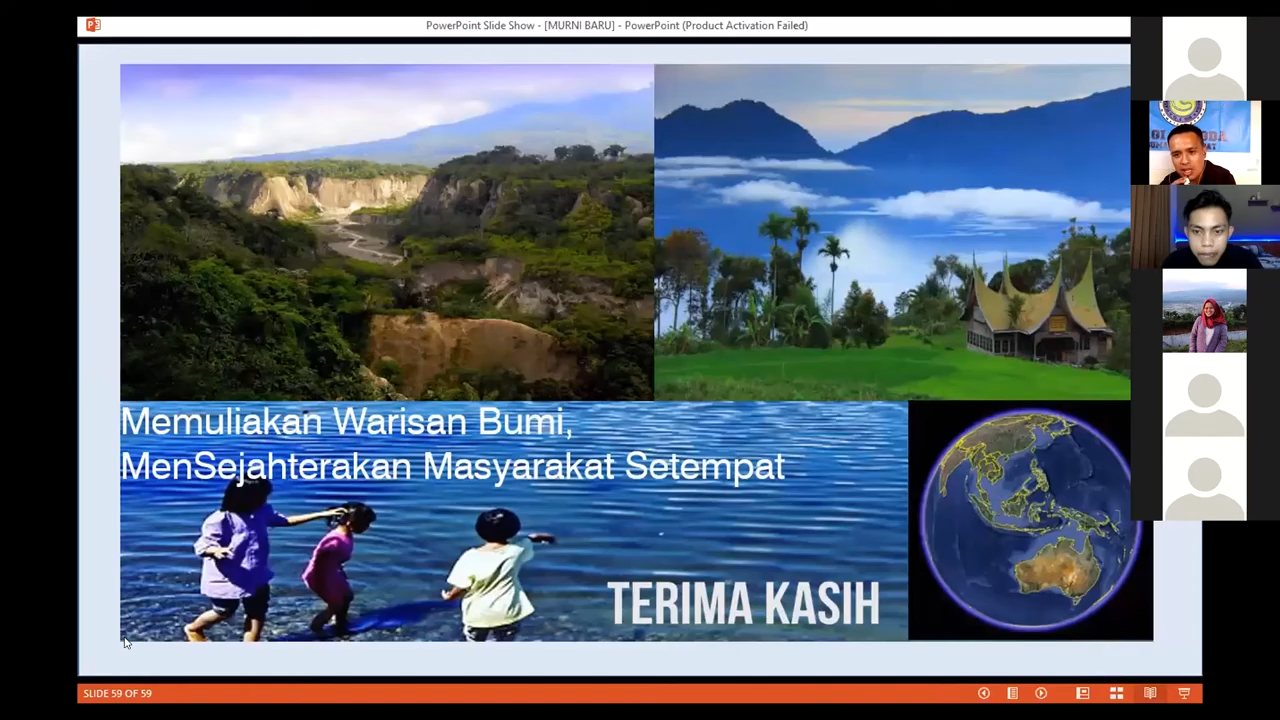 PowerPoint Slide Show - [MURNI BARU] - PowerPoint (Product Activation Failed)
Memuliakan Warisan Bumi,
MenSejahterakan Masyarakat Setempat
TERIMA KASIH
SLIDE 59 OF 59